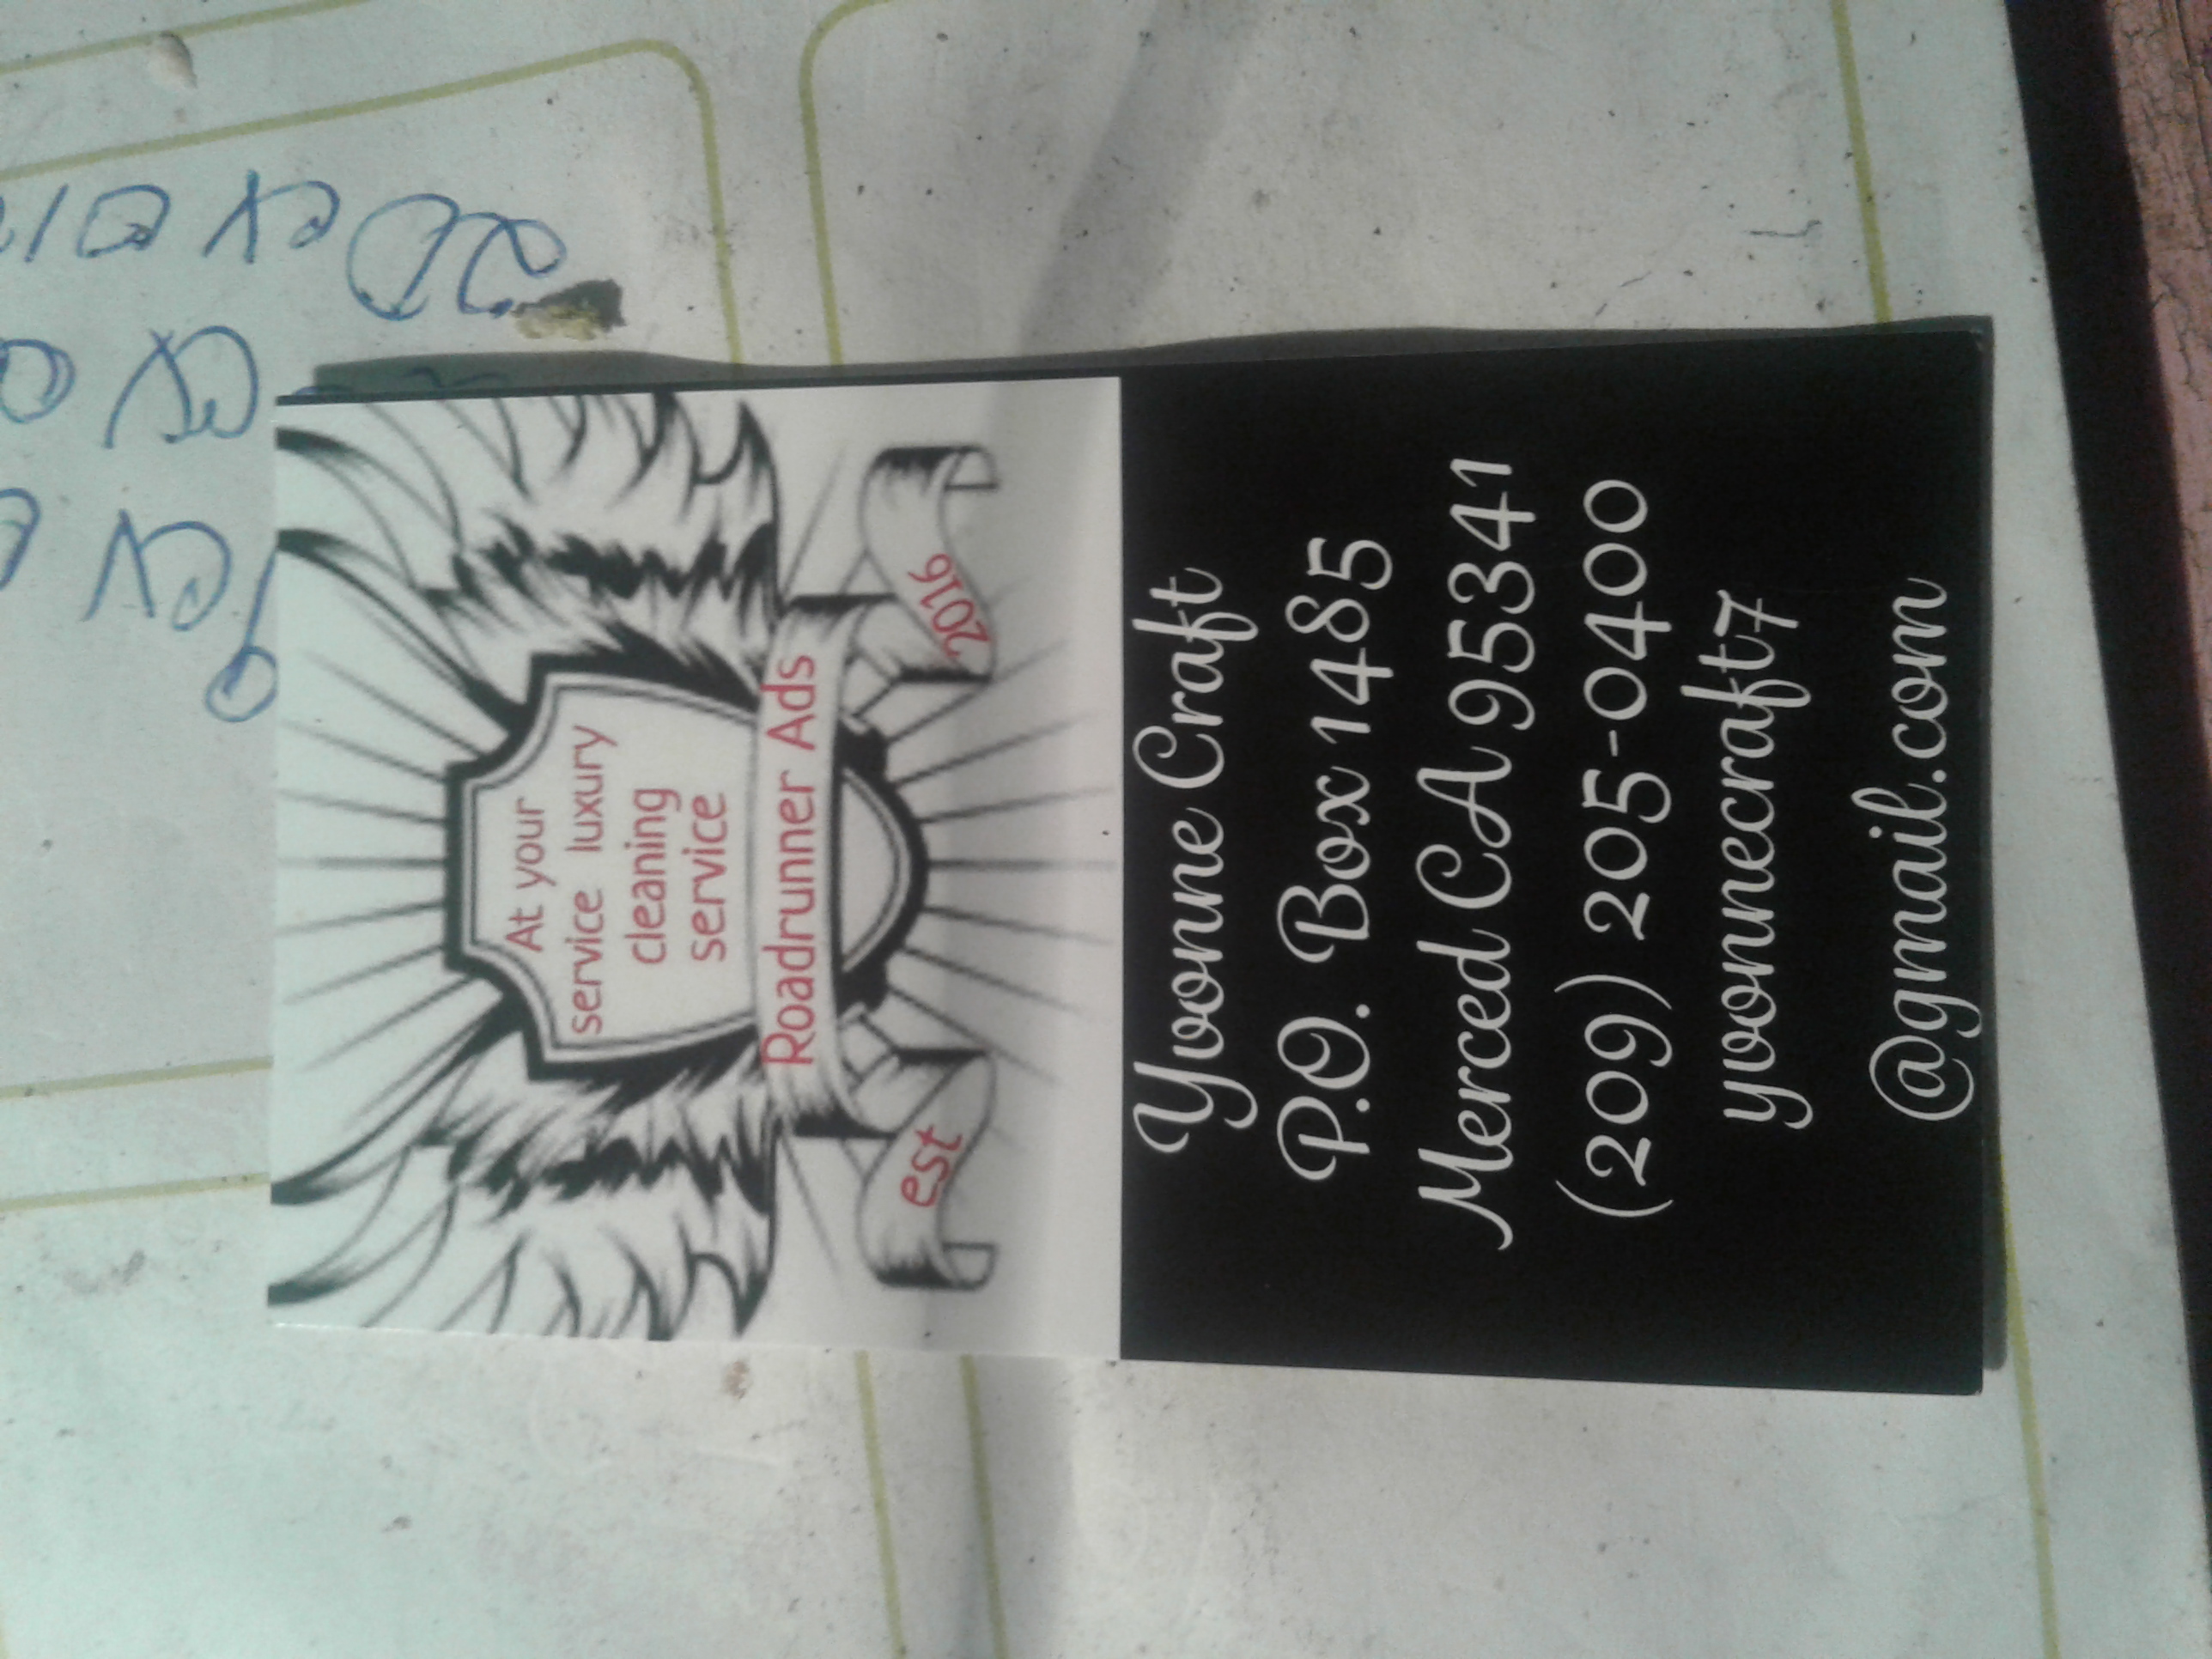 At your
service luxury
cleaning
service
Roadrunner Ads
est 2016
Yvonne Craft
P.O. Box 1485
Merced CA 95341
(209) 205-0400
yvonnecraft7
@gmail.com